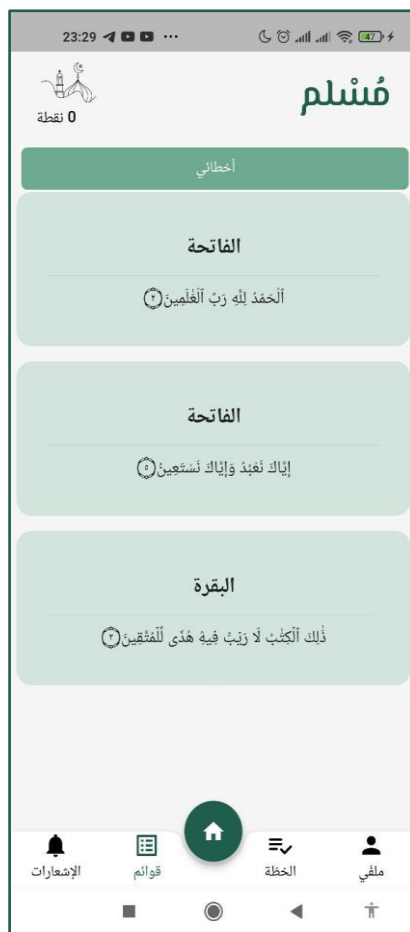 23:29
47
مُسْلم
0 نقطة
أخطائي
الفاتحة
ٱلۡحَمۡدُ لِلَّهِ رَبِّ ٱلۡعَٰلَمِينَ ٢
الفاتحة
إِيَّاكَ نَعۡبُدُ وَإِيَّاكَ نَسۡتَعِينُ ٥
البقرة
ذَٰلِكَ ٱلۡكِتَٰبُ لَا رَيۡبَۛ فِيهِۛ هُدٗى لِّلۡمُتَّقِينَ ٢
ملفي
الخطة
قوائم
الإشعارات